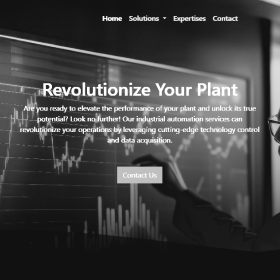 Home Solutions Expertises Contact
Revolutionize Your Plant
Are you ready to elevate the performance of your plant and unlock its true
potential? Look no further! Our industrial automation services can
revolutionize your operations by leveraging cutting-edge technology control
and data acquisition.
Contact Us